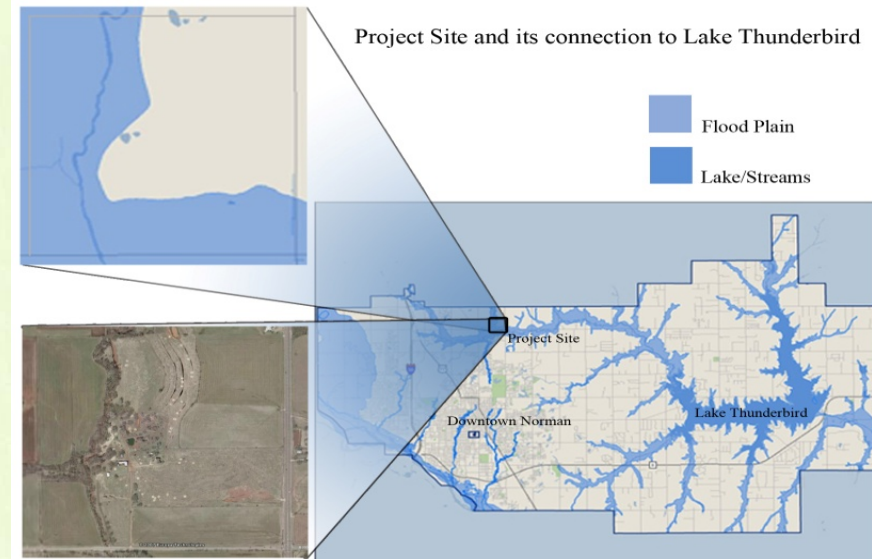 Project Site and its connection to Lake Thunderbird
Flood Plain
Lake/Streams
Project Site
Lake Thunderbird
Downtown Norman